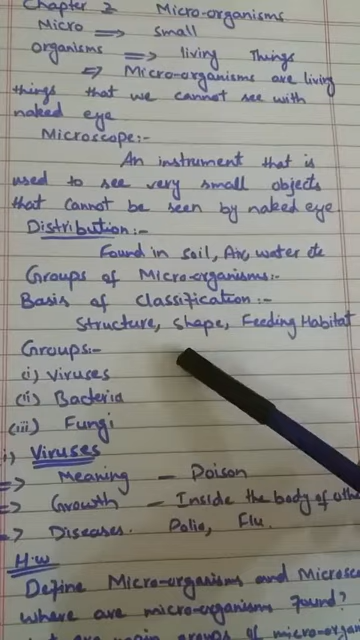 Chapter 2 Micro-organisms
Micro ⇒ small
organisms ⇒ living Things
⇒ Micro-organisms are living
things that we cannot see with
naked eye
Microscope:-
An instrument that is
used to see very small objects
that cannot be seen by naked eye.
Distribution:-
Found in soil, Air, water etc
Groups of Micro-organisms:-
Basis of Classification:-
Structure, Shape, Feeding Habitat
Groups:-
(i) Viruses
(ii) Bacteria
(iii) Fungi
i) Viruses
⇒ Meaning - Poison
⇒ Growth - Inside the body of
⇒ Diseases. Polio, Flu.
H.w
Define Micro-organisms and
where are micro-organisms found?
groups of